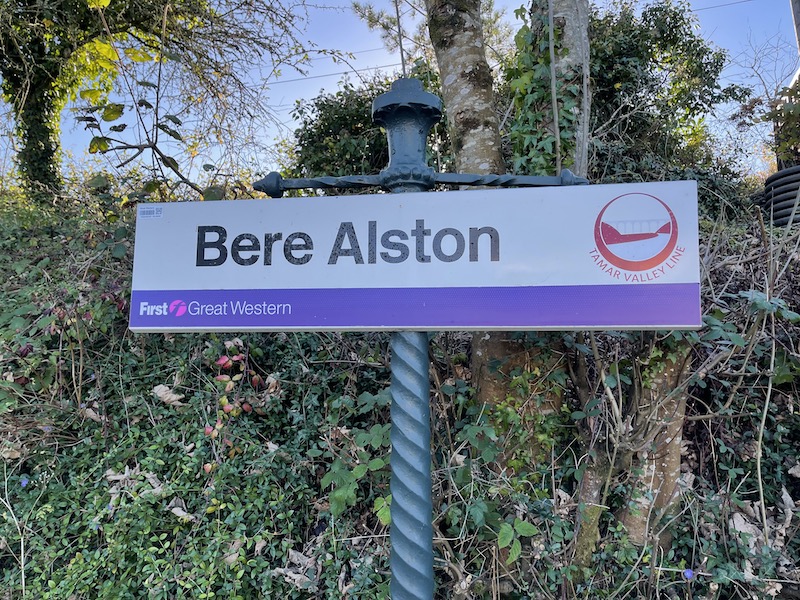 Bere Alston
TAMAR VALLEY LINE
First Great Western